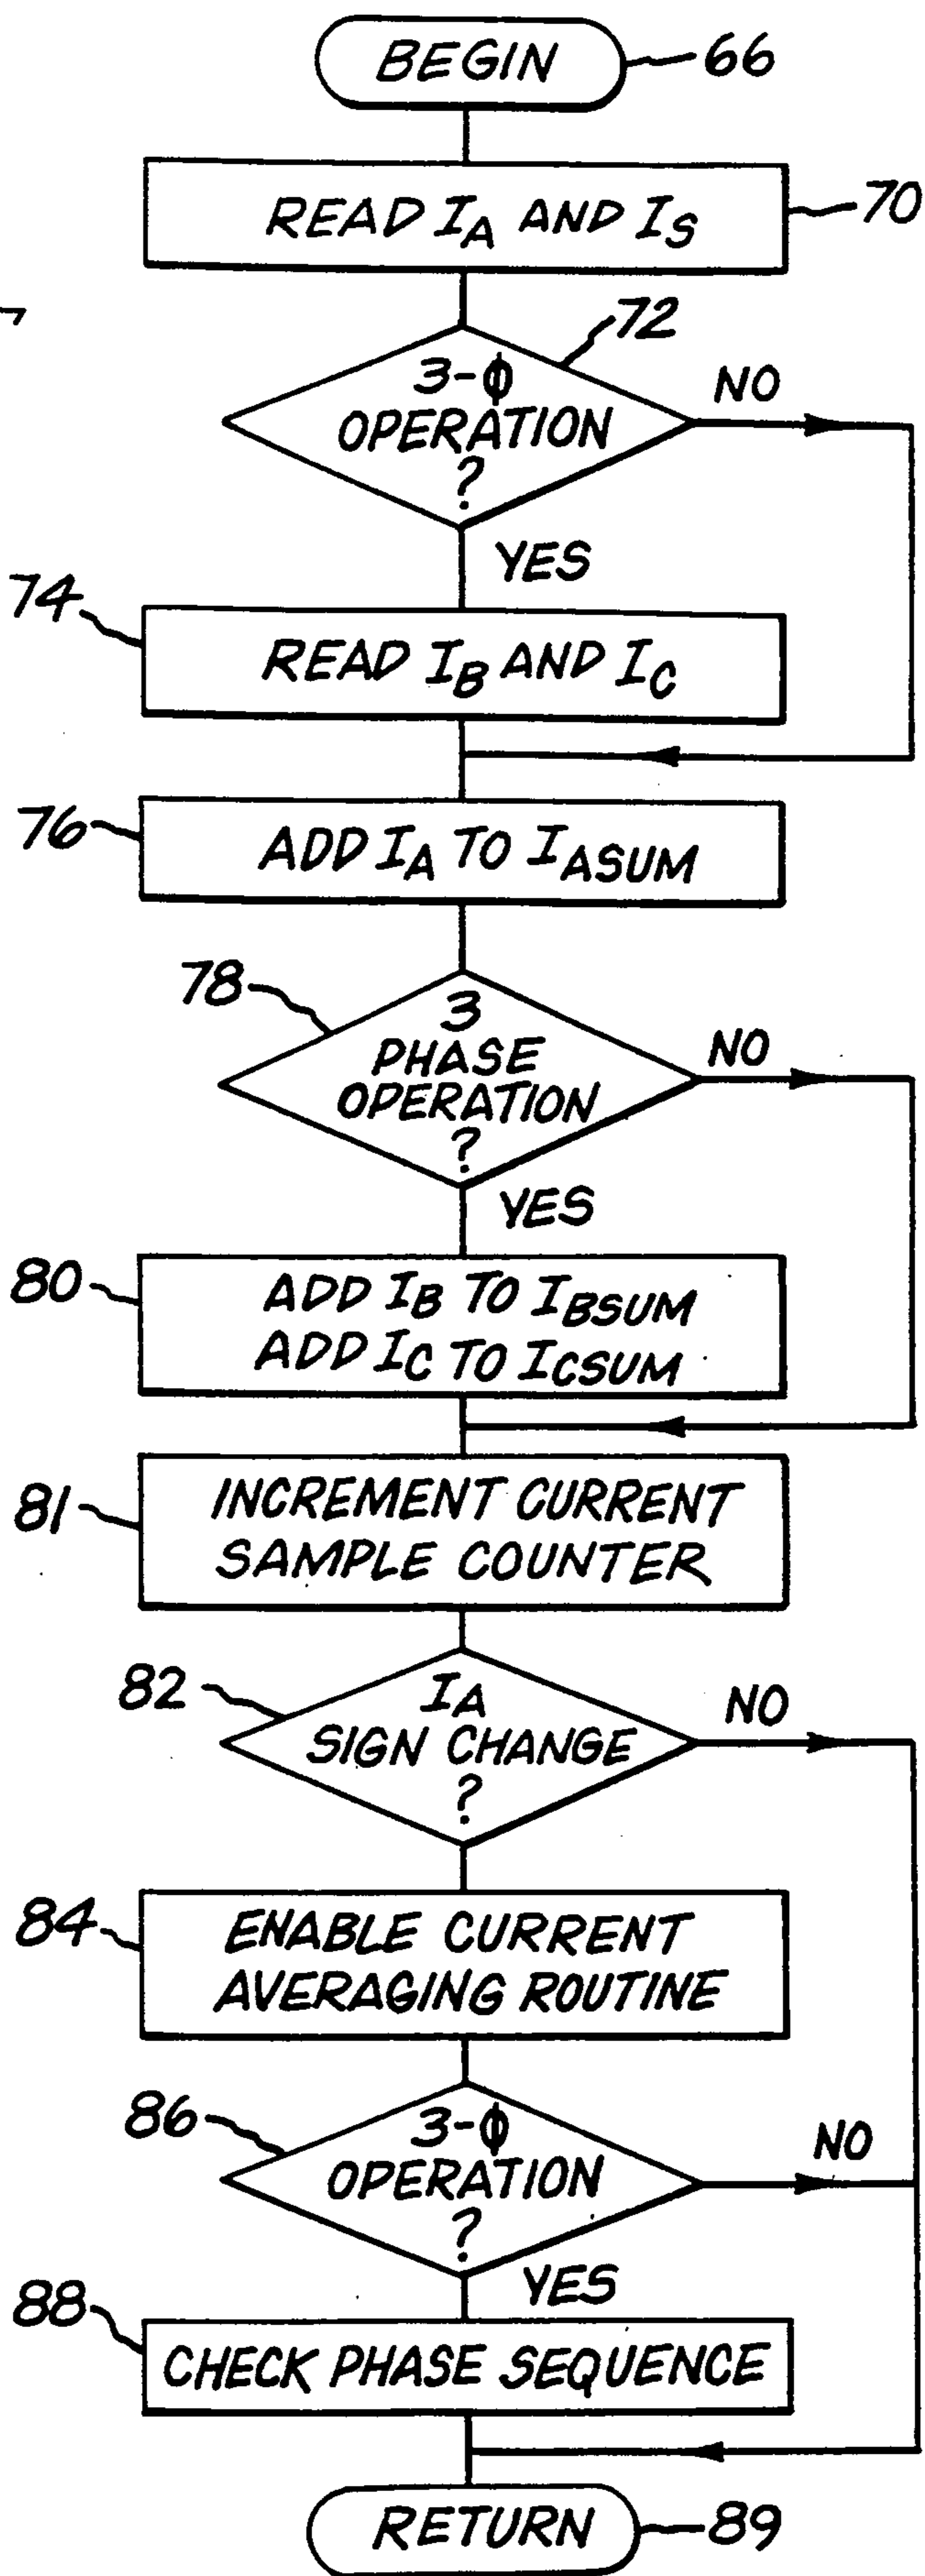 BEGIN
66
READ IA AND IS
70
72
3-ϕ
OPERATION
?
NO
YES
74
READ IB AND IC
76
ADD IA TO IASUM
78
3
PHASE
OPERATION
?
NO
YES
80
ADD IB TO IBSUM
ADD IC TO ICSUM
81
INCREMENT CURRENT
SAMPLE COUNTER
82
IA
SIGN CHANGE
?
NO
84
ENABLE CURRENT
AVERAGING ROUTINE
86
3-ϕ
OPERATION
?
NO
YES
88
CHECK PHASE SEQUENCE
RETURN
89